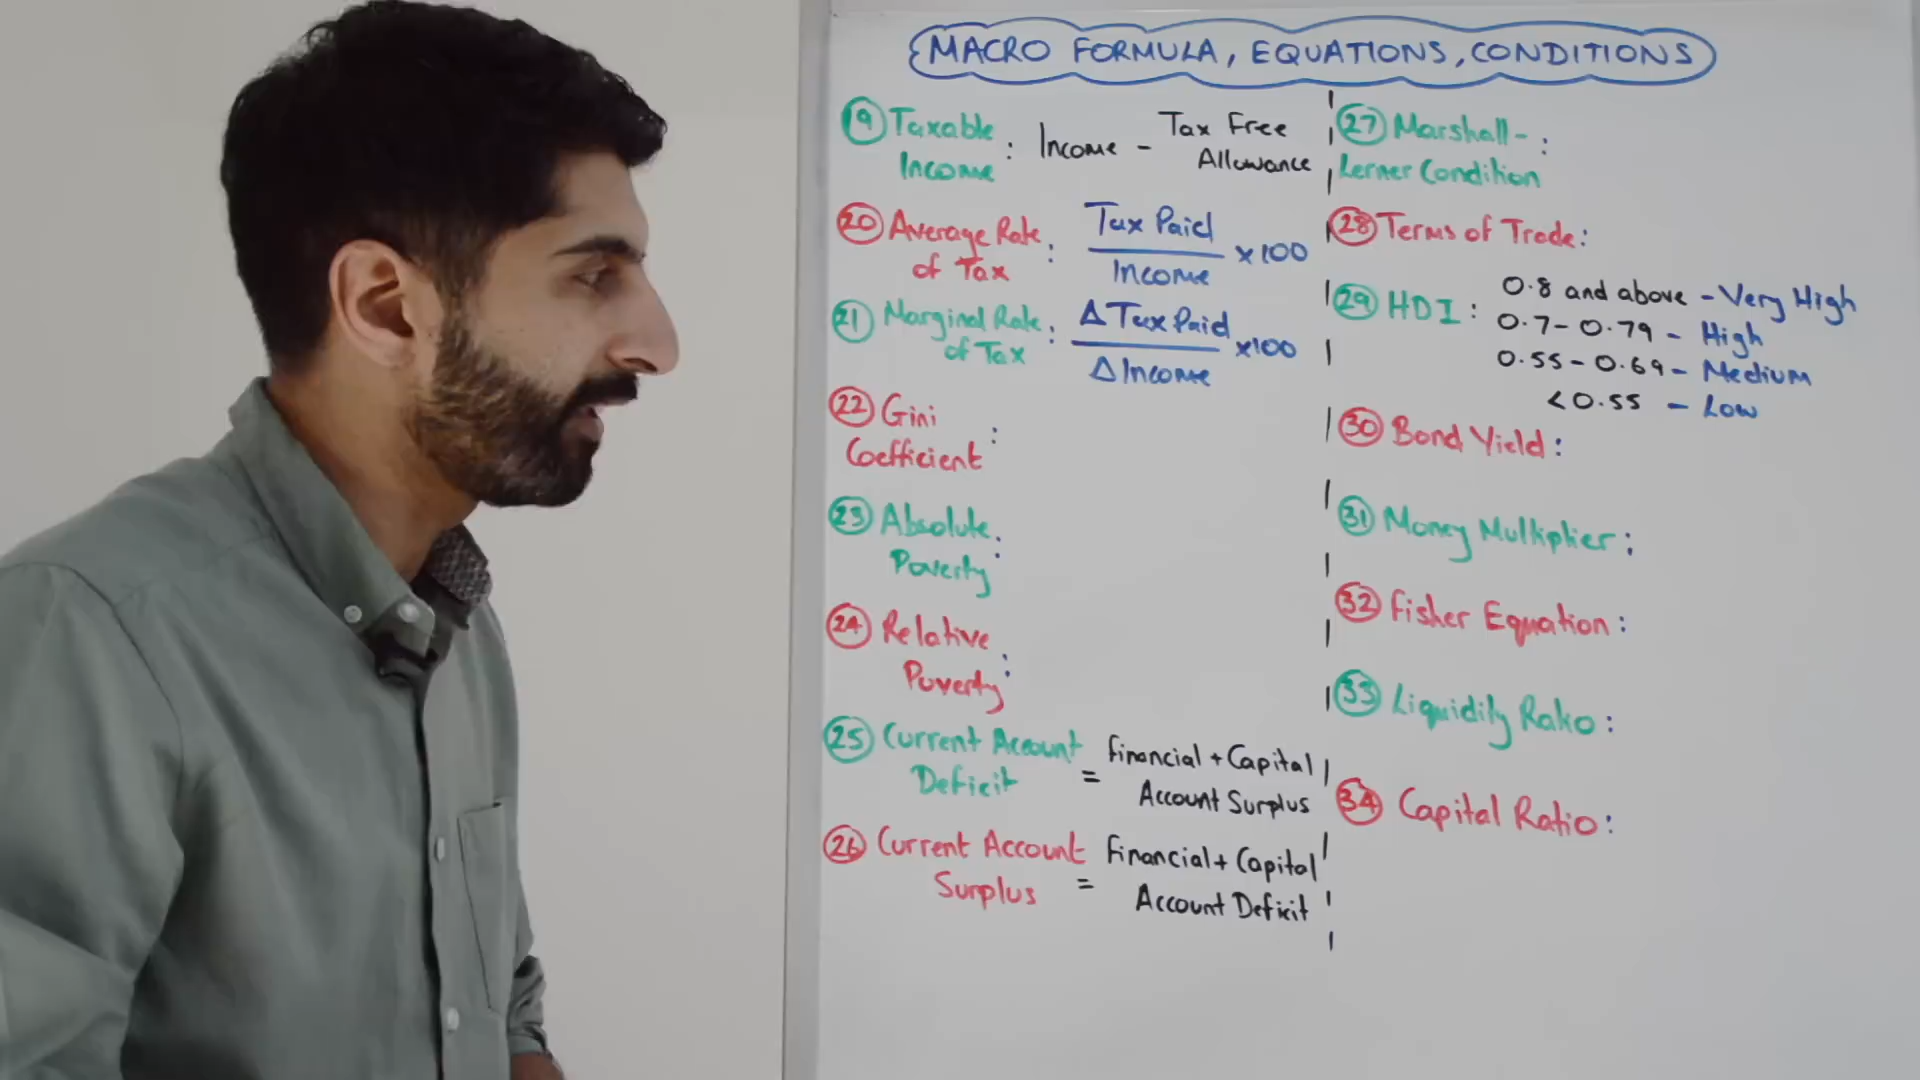 MACRO FORMULA, EQUATIONS, CONDITIONS
19 Taxable Income : Income - Tax Free Allowance
20 Average Rate of Tax : Tax Paid / Income ×100
21 Marginal Rate of Tax : Δ Tax Paid / Δ Income ×100
22 Gini Coefficient :
23 Absolute Poverty :
24 Relative Poverty :
25 Current Account Deficit = Financial + Capital Account Surplus
26 Current Account Surplus = Financial + Capital Account Deficit
27 Marshall-Lerner Condition :
28 Terms of Trade :
29 HDI : 0.8 and above - Very High
0.7 - 0.79 - High
0.55 - 0.69 - Medium
<0.55 - Low
30 Bond Yield :
31 Money Multiplier :
32 Fisher Equation :
33 Liquidity Ratio :
34 Capital Ratio :